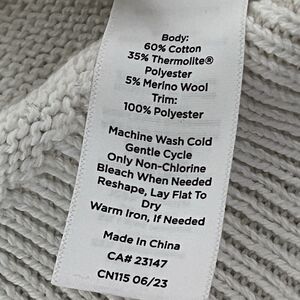 Body:
60% Cotton
35% Thermolite®
Polyester
5% Merino Wool
Trim:
100% Polyester
Machine Wash Cold
Gentle Cycle
Only Non-Chlorine
Bleach When Needed
Reshape, Lay Flat To
Dry
Warm Iron, If Needed
Made In China
CA# 23147
CN115 06/23